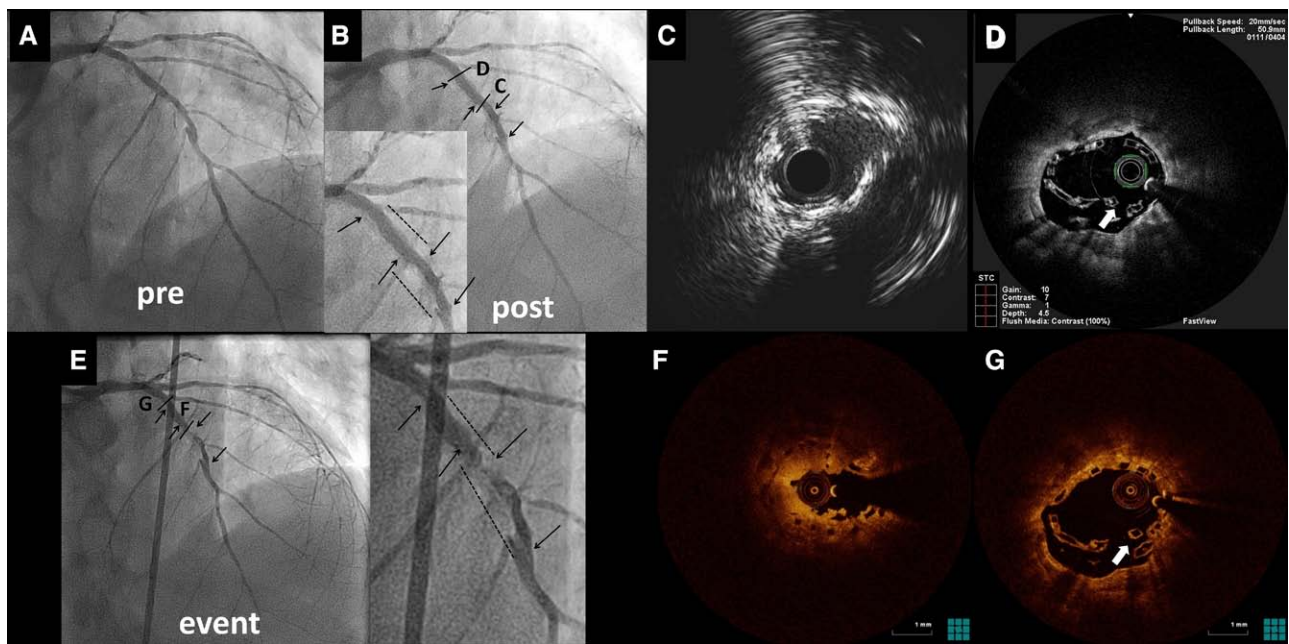 A
pre
B
D
C
post
C
D
Pullback Speed: 20mm/sec
Pullback Length: 50.9mm
0111/0404
STC
Gain: 10
Contrast: 7
Gamma: 1
Depth: 4.5
Flush Media: Contrast (100%)
FastView
E
G
F
event
F
1 mm
G
1 mm